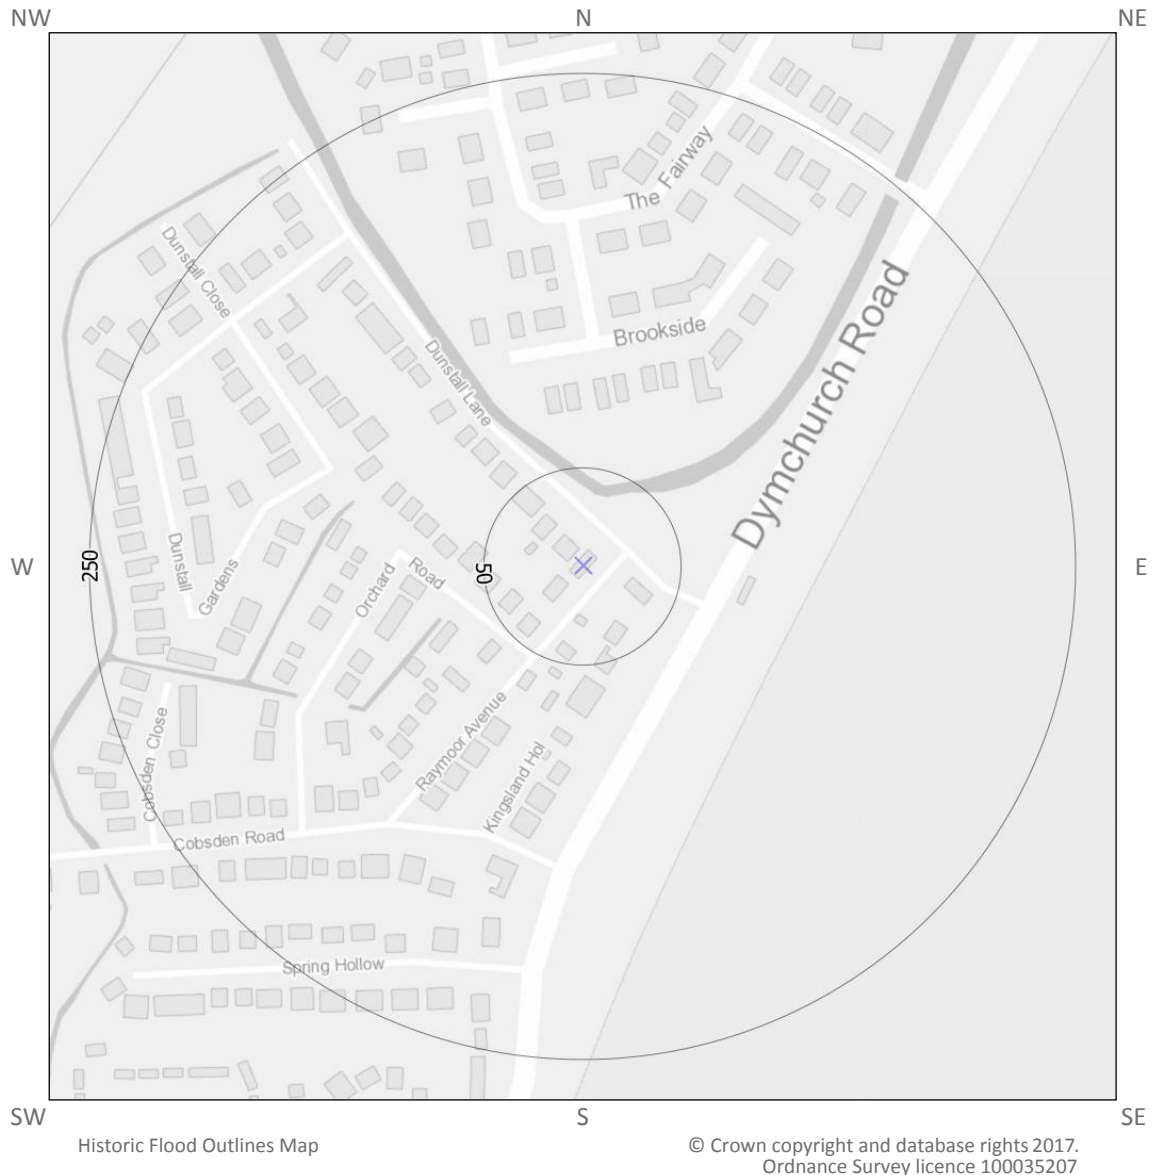 NW
N
NE
The
Fairway
Dunstall Close
Brookside
Dunstall Lane
Dymchurch Road
W
250
50
E
Dunstall
Gardens
Orchard
Road
Raymoor Avenue
Kingsland Hol
Cobsden Close
Cobsden Road
Spring Hollow
SW
S
SE
Historic Flood Outlines Map
© Crown copyright and database rights 2017.
Ordnance Survey licence 100035207